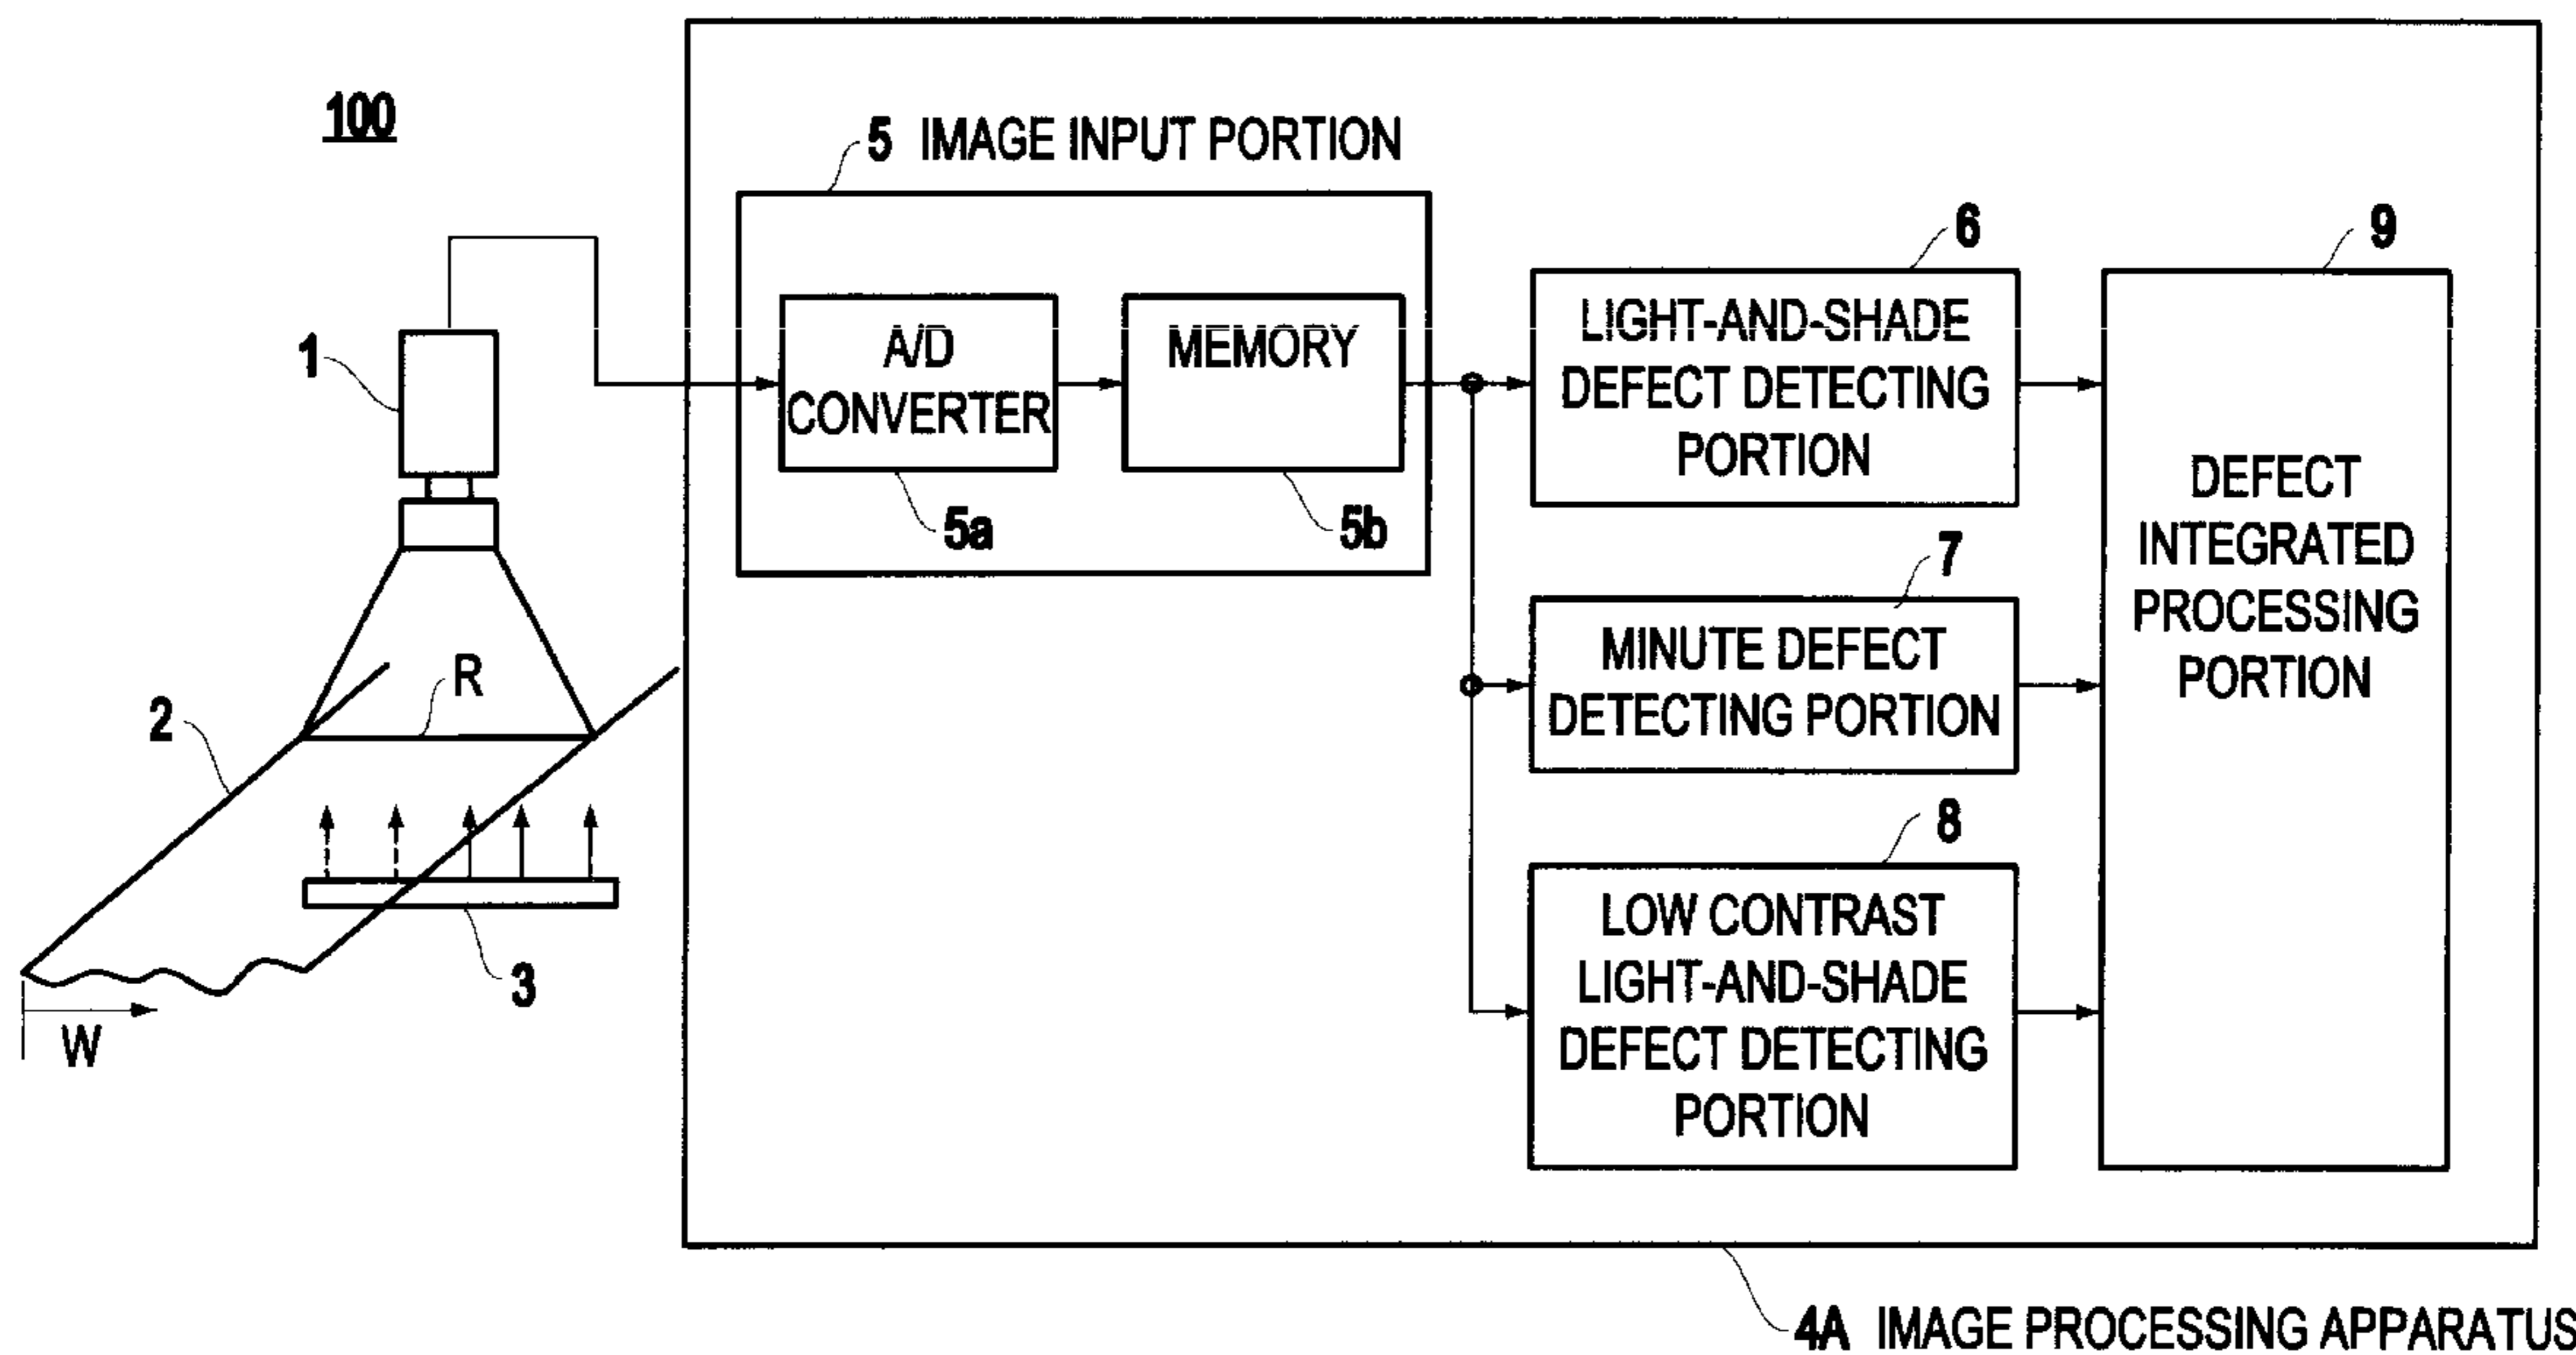 100
5 IMAGE INPUT PORTION
6
9
1
A/D
CONVERTER
MEMORY
5a
5b
LIGHT-AND-SHADE
DEFECT DETECTING
PORTION
DEFECT
INTEGRATED
PROCESSING
PORTION
7
MINUTE DEFECT
DETECTING PORTION
R
2
8
LOW CONTRAST
LIGHT-AND-SHADE
DEFECT DETECTING
PORTION
3
W
4A IMAGE PROCESSING APPARATUS